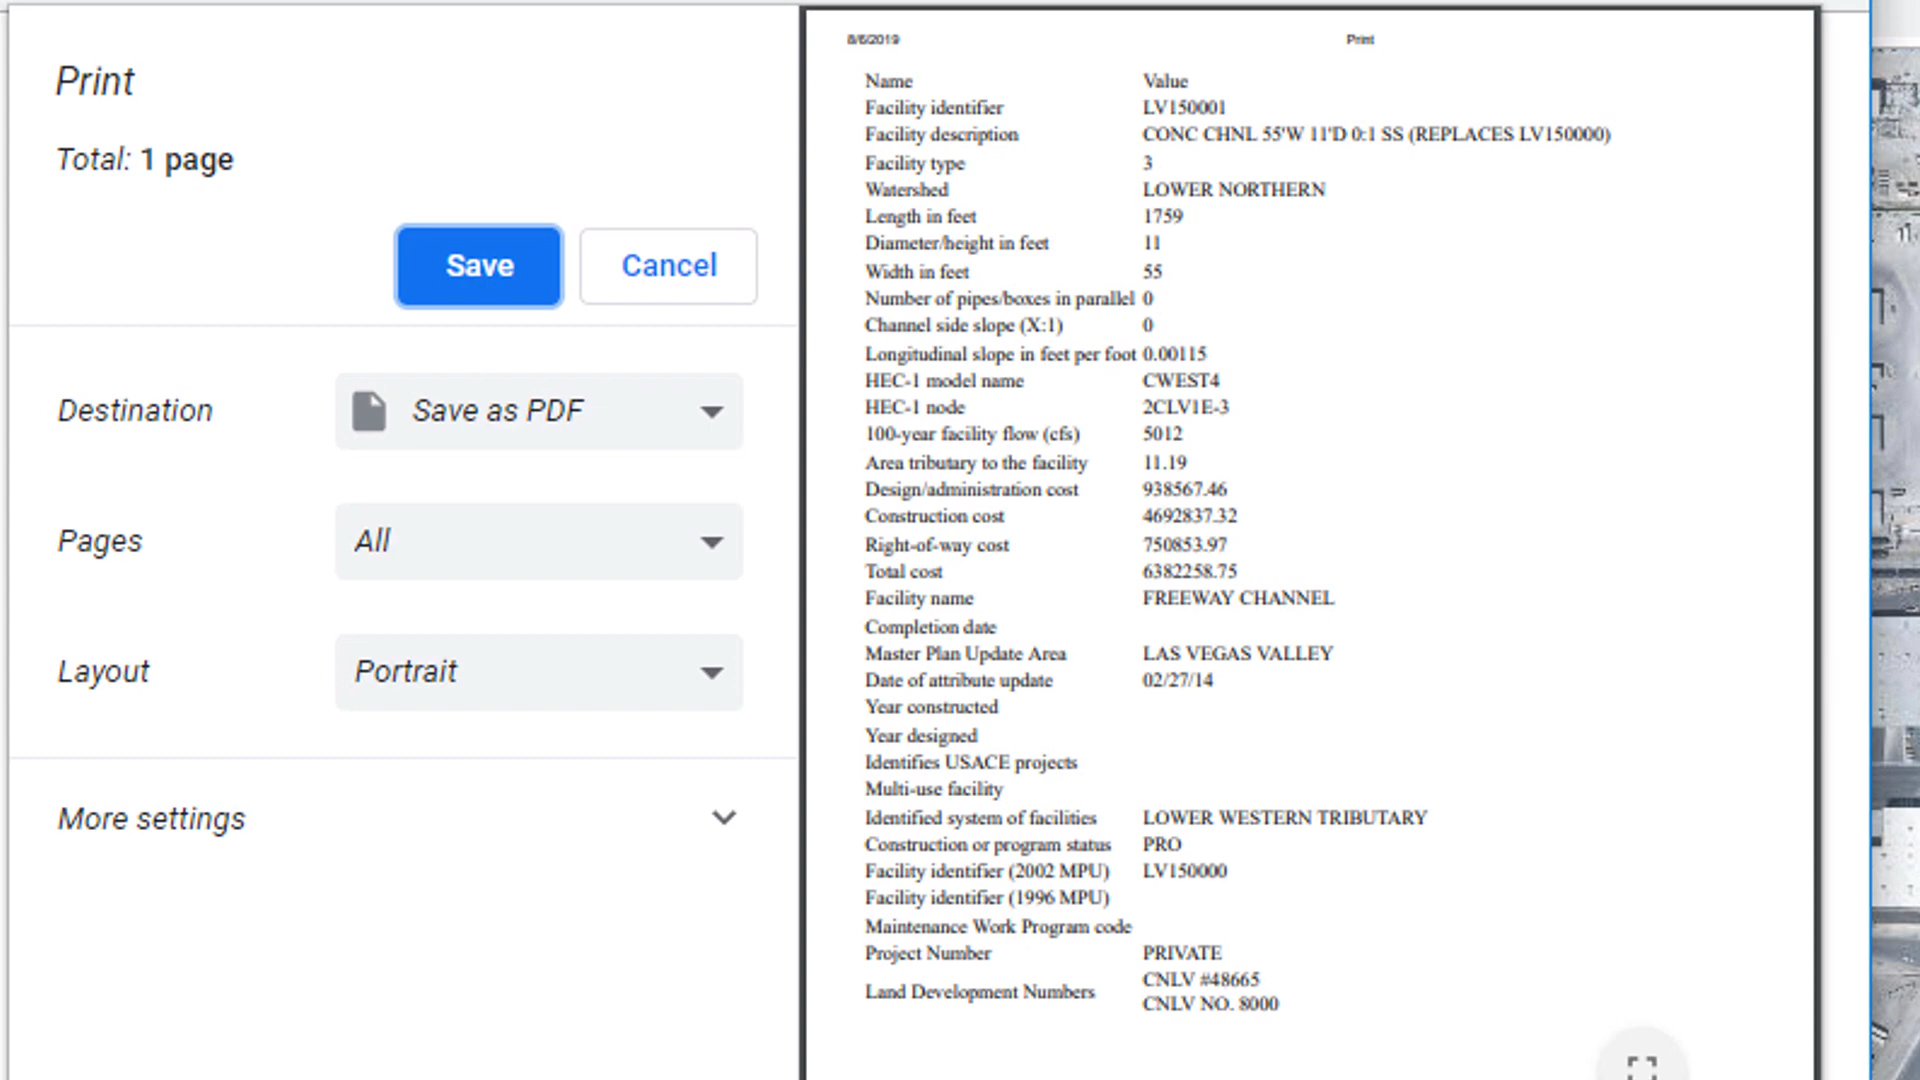 Print
Total: 1 page
Save Cancel
Destination Save as PDF
Pages All
Layout Portrait
More settings
8/6/2019 Print
Name Value
Facility identifier LV150001
Facility description CONC CHNL 55'W 11'D 0:1 SS (REPLACES LV150000)
Facility type 3
Watershed LOWER NORTHERN
Length in feet 1759
Diameter/height in feet 11
Width in feet 55
Number of pipes/boxes in parallel 0
Channel side slope (X:1) 0
Longitudinal slope in feet per foot 0.00115
HEC-1 model name CWEST4
HEC-1 node 2CLV1E-3
100-year facility flow (cfs) 5012
Area tributary to the facility 11.19
Design/administration cost 938567.46
Construction cost 4692837.32
Right-of-way cost 750853.97
Total cost 6382258.75
Facility name FREEWAY CHANNEL
Completion date
Master Plan Update Area LAS VEGAS VALLEY
Date of attribute update 02/27/14
Year constructed
Year designed
Identifies USACE projects
Multi-use facility
Identified system of facilities LOWER WESTERN TRIBUTARY
Construction or program status PRO
Facility identifier (2002 MPU) LV150000
Facility identifier (1996 MPU)
Maintenance Work Program code
Project Number PRIVATE
Land Development Numbers CNLV #48665
CNLV NO. 8000